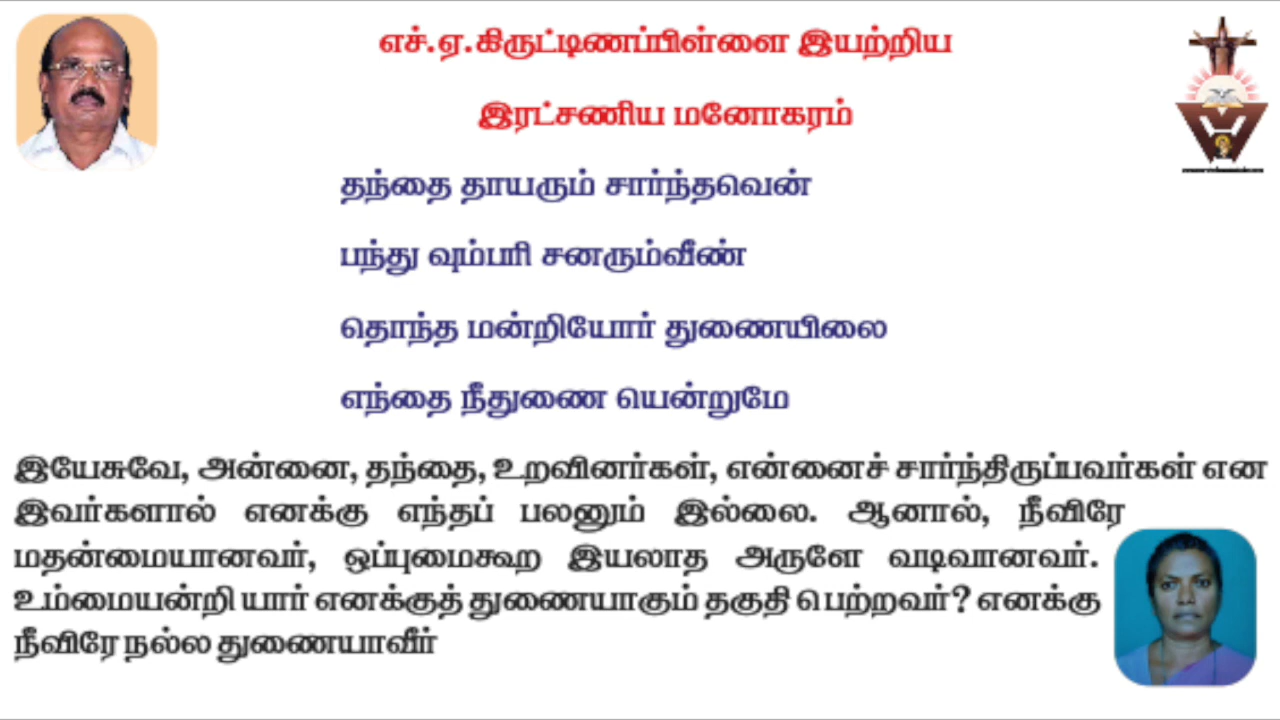 எச்.ஏ.கிருட்டிணப்பிள்ளை இயற்றிய
இரட்சணிய மனோகரம்
தந்தை தாயரும் சார்ந்தவென்
பந்து வும்பரி சனரும்வீண்
தொந்த மன்றியோர் துணையிலை
எந்தை நீதுணை யென்றுமே
இயேசுவே, அன்னை, தந்தை, உறவினர்கள், என்னைச் சார்ந்திருப்பவர்கள் என
இவர்களால் எனக்கு எந்தப் பலனும் இல்லை. ஆனால், நீவிரே
மதன்மையானவர், ஒப்புமைகூற இயலாத அருளே வடிவானவர்.
உம்மையன்றி யார் எனக்குத் துணையாகும் தகுதி பெற்றவர்? எனக்கு
நீவிரே நல்ல துணையாவீர்